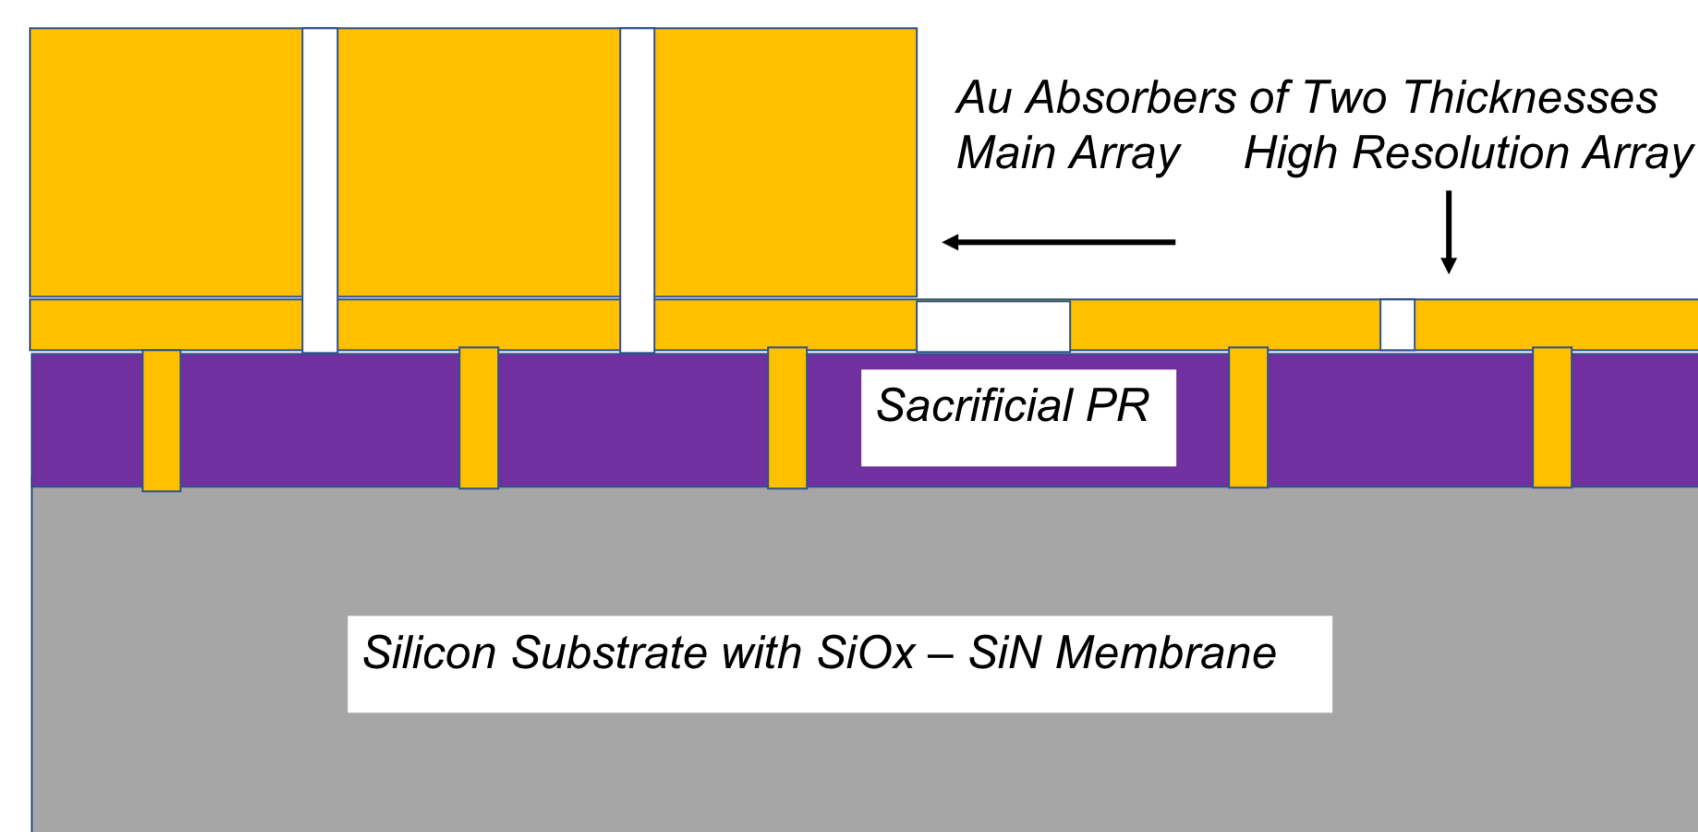 Au Absorbers of Two Thicknesses
Main Array High Resolution Array
Sacrificial PR
Silicon Substrate with SiOx – SiN Membrane